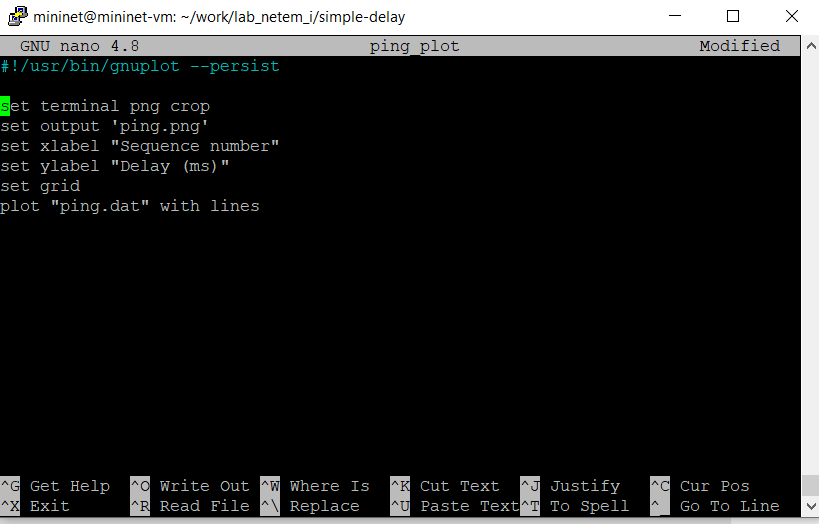 mininet@mininet-vm: ~/work/lab_netem_i/simple-delay
GNU nano 4.8 ping_plot Modified
#!/usr/bin/gnuplot --persist
set terminal png crop
set output 'ping.png'
set xlabel "Sequence number"
set ylabel "Delay (ms)"
set grid
plot "ping.dat" with lines
^G Get Help ^O Write Out ^W Where Is ^K Cut Text ^J Justify ^C Cur Pos
^X Exit ^R Read File ^\ Replace ^U Paste Text^T To Spell ^_ Go To Line